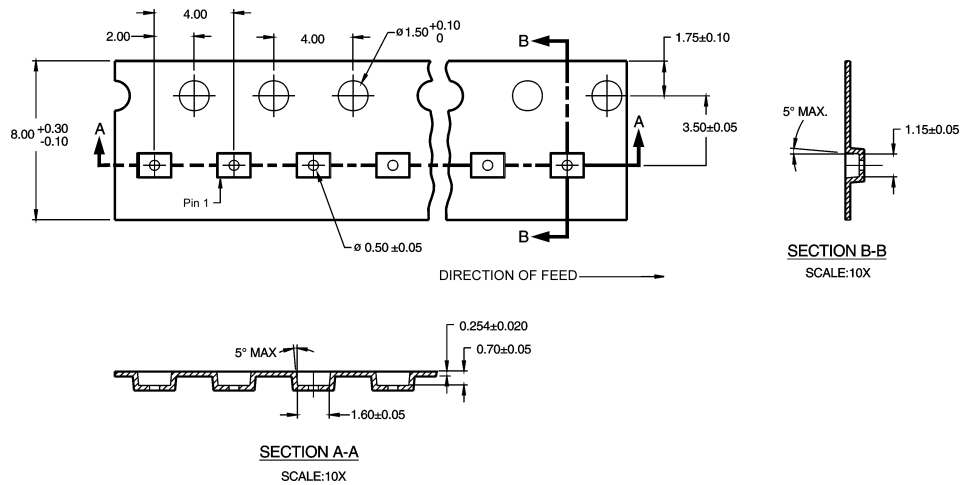 4.00
2.00
4.00
ø 1.50 +0.10
0
B
1.75±0.10
8.00 +0.30
-0.10
A
A
3.50±0.05
5° MAX.
1.15±0.05
Pin 1
B
ø 0.50 ±0.05
SECTION B-B
SCALE:10X
DIRECTION OF FEED
0.254±0.020
5° MAX
0.70±0.05
1.60±0.05
SECTION A-A
SCALE:10X